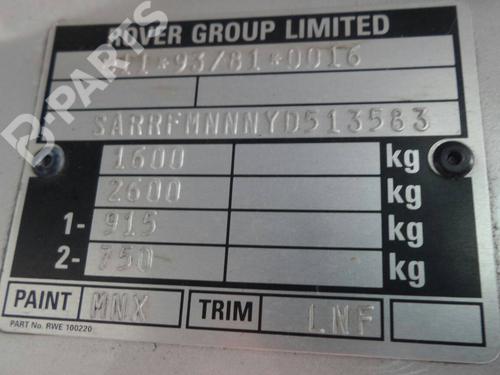 ROVER GROUP LIMITED
*93/81*0016
SARRFMNNNYD513563
1600 kg
2600 kg
1- 915 kg
2- 750 kg
PAINT MNX TRIM LNF
PART No. RWE 100220
B-PARTS